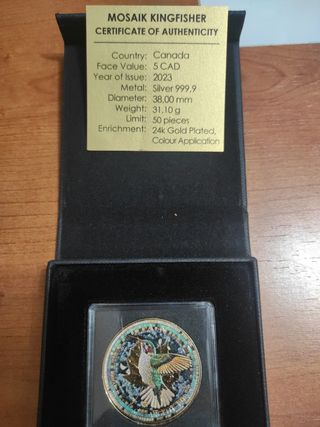 MOSAIK KINGFISHER
CERTIFICATE OF AUTHENTICITY
Country: Canada
Face Value: 5 CAD
Year of Issue: 2023
Metal: Silver 999.9
Diameter: 38.00 mm
Weight: 31.10 g
Limit: 50 pieces
Enrichment: 24k Gold Plated,
Colour Application